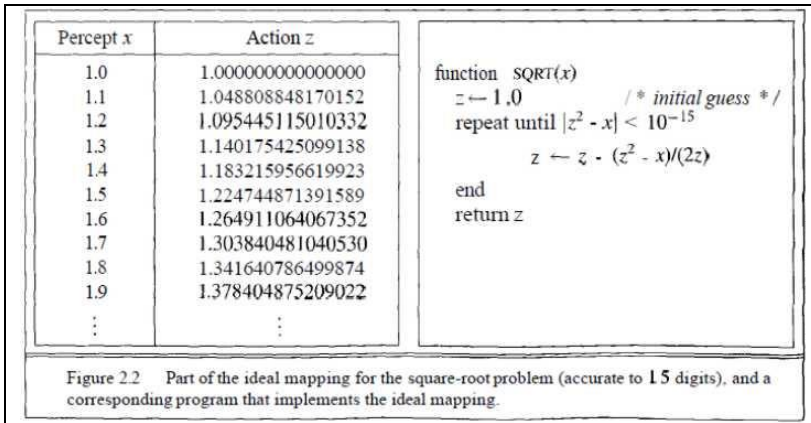 Percept x Action z
1.0 1.000000000000000
1.1 1.048808848170152
1.2 1.095445115010332
1.3 1.140175425099138
1.4 1.183215956619923
1.5 1.224744871391589
1.6 1.264911064067352
1.7 1.303840481040530
1.8 1.341640786499874
1.9 1.378404875209022
⋮ ⋮
function SQRT(x)
z ← 1.0 /* initial guess */
repeat until |z² - x| < 10⁻¹⁵
z ← z - (z² - x)/(2z)
end
return z
Figure 2.2 Part of the ideal mapping for the square-root problem (accurate to 15 digits), and a
corresponding program that implements the ideal mapping.